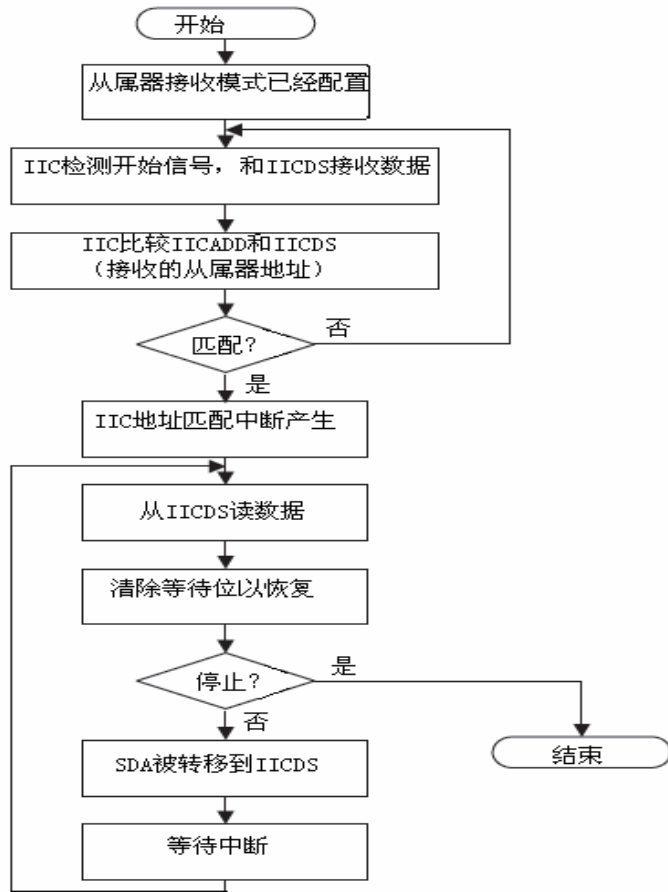 开始
从属器接收模式已经配置
IIC检测开始信号，和IICDS接收数据
IIC比较IICADD和IICDS
（接收的从属器地址）
匹配？
否
是
IIC地址匹配中断产生
从IICDS读数据
清除等待位以恢复
停止？
是
否
结束
SDA被转移到IICDS
等待中断